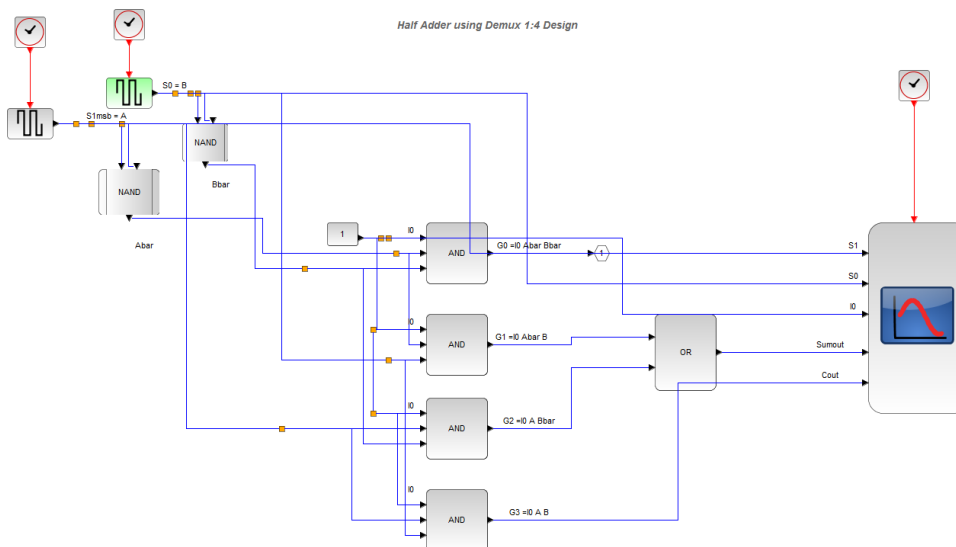 Half Adder using Demux 1:4 Design
S0 = B
S1msb = A
NAND
Bbar
NAND
Abar
1
I0
AND
G0 =I0 Abar Bbar
1
S1
S0
I0
I0
AND
G1 =I0 Abar B
OR
Sumout
Cout
I0
AND
G2 =I0 A Bbar
I0
AND
G3 =I0 A B